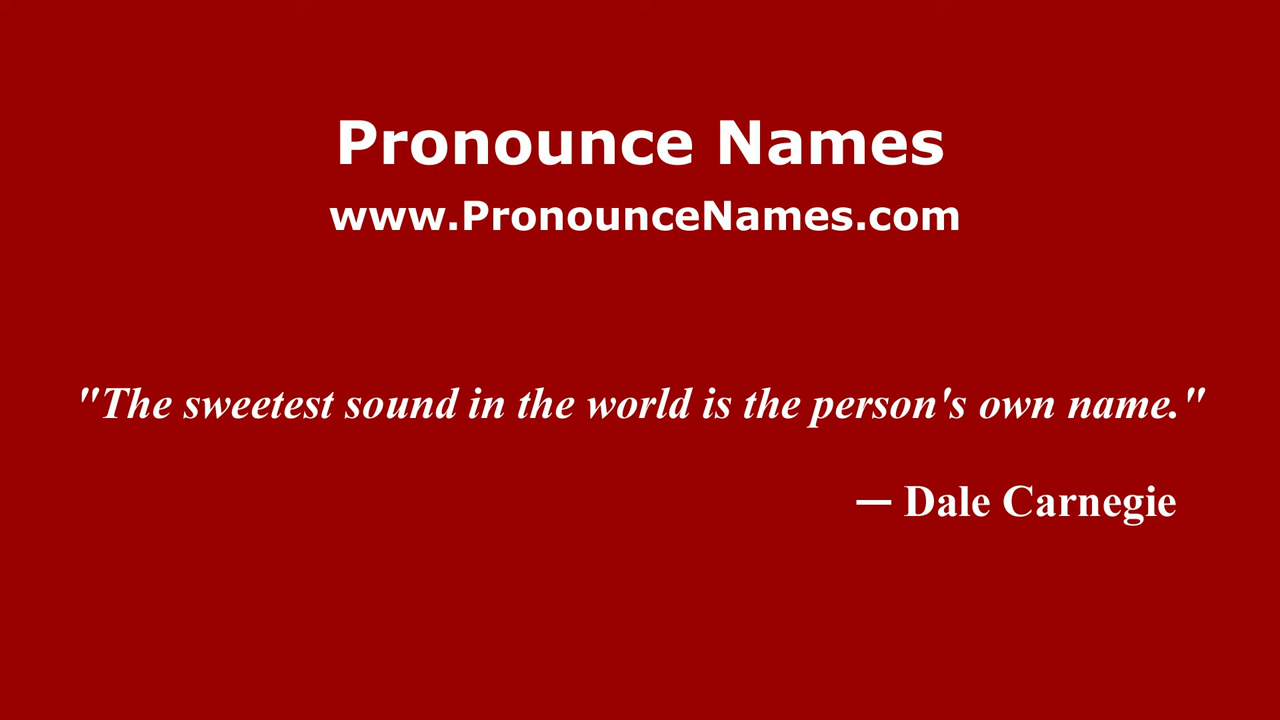 Pronounce Names
www.PronounceNames.com
"The sweetest sound in the world is the person's own name."
— Dale Carnegie